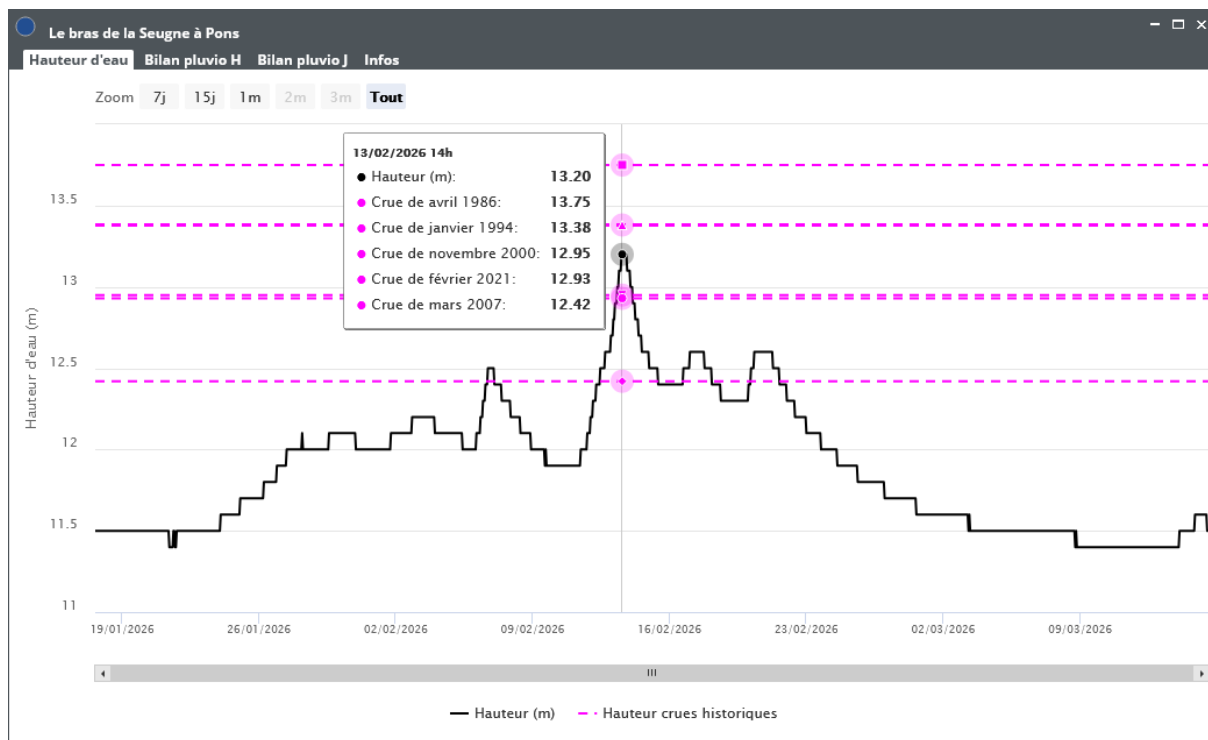 Le bras de la Seugne à Pons
Hauteur d'eau Bilan pluvio H Bilan pluvio J Infos
Zoom 7j 15j 1m 2m 3m Tout
13/02/2026 14h
Hauteur (m): 13.20
Crue de avril 1986: 13.75
Crue de janvier 1994: 13.38
Crue de novembre 2000: 12.95
Crue de février 2021: 12.93
Crue de mars 2007: 12.42
Hauteur d'eau (m)
13.5
13
12.5
12
11.5
11
19/01/2026 26/01/2026 02/02/2026 09/02/2026 16/02/2026 23/02/2026 02/03/2026 09/03/2026
Hauteur (m) Hauteur crues historiques